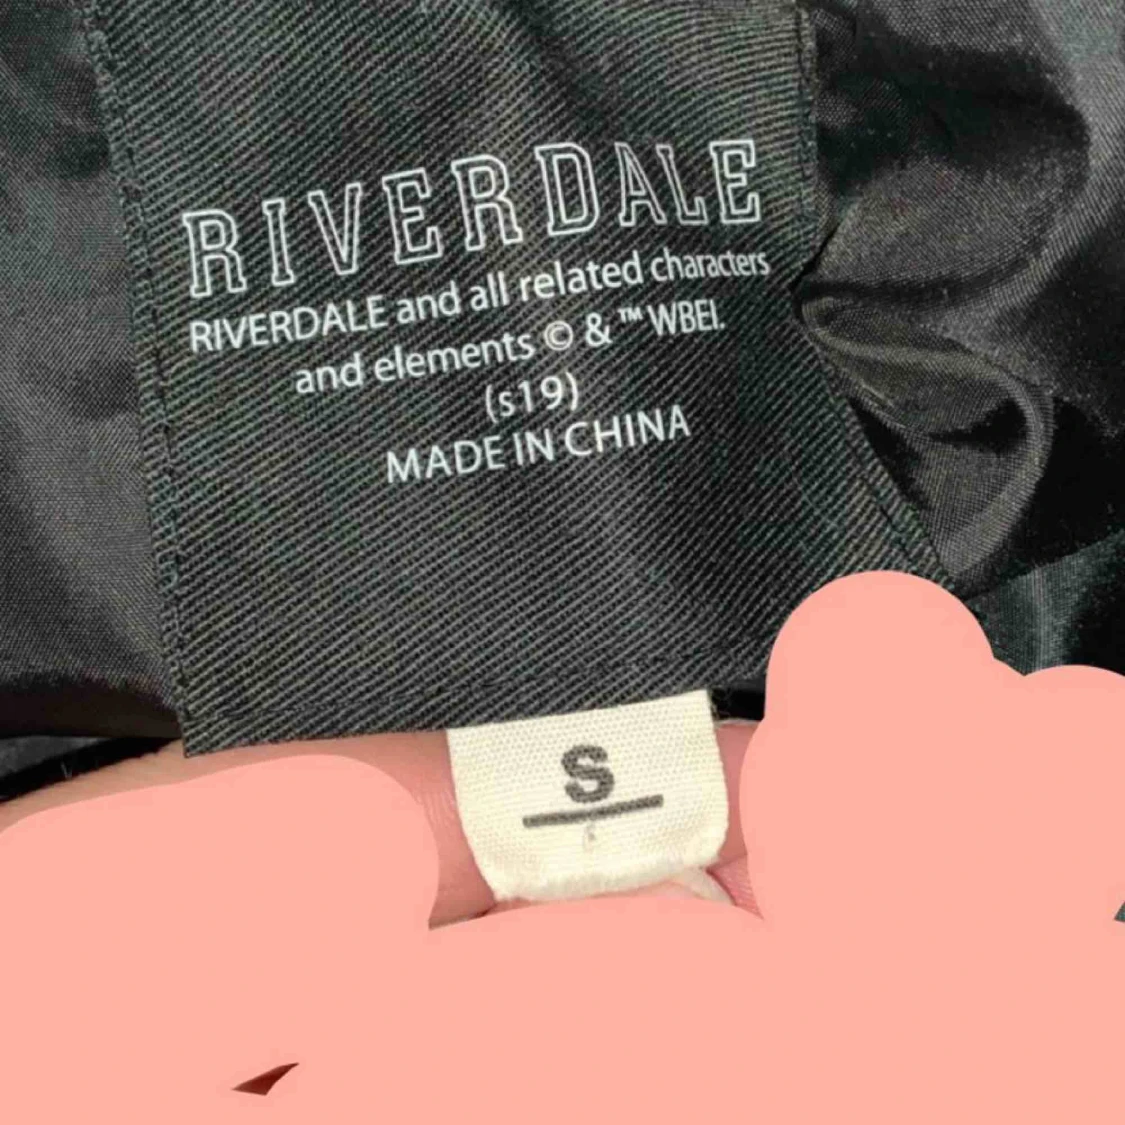 RIVERDALE
RIVERDALE and all related characters
and elements © & ™ WBEI.
(s19)
MADE IN CHINA
S